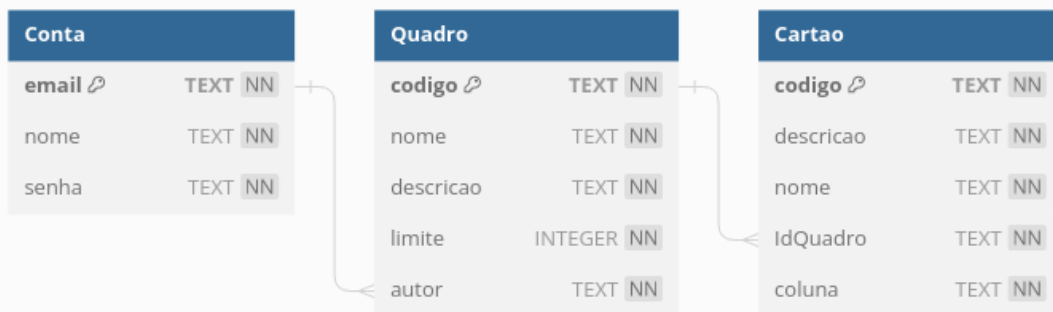 Conta
email TEXT NN
nome TEXT NN
senha TEXT NN
Quadro
codigo TEXT NN
nome TEXT NN
descricao TEXT NN
limite INTEGER NN
autor TEXT NN
Cartao
codigo TEXT NN
descricao TEXT NN
nome TEXT NN
IdQuadro TEXT NN
coluna TEXT NN